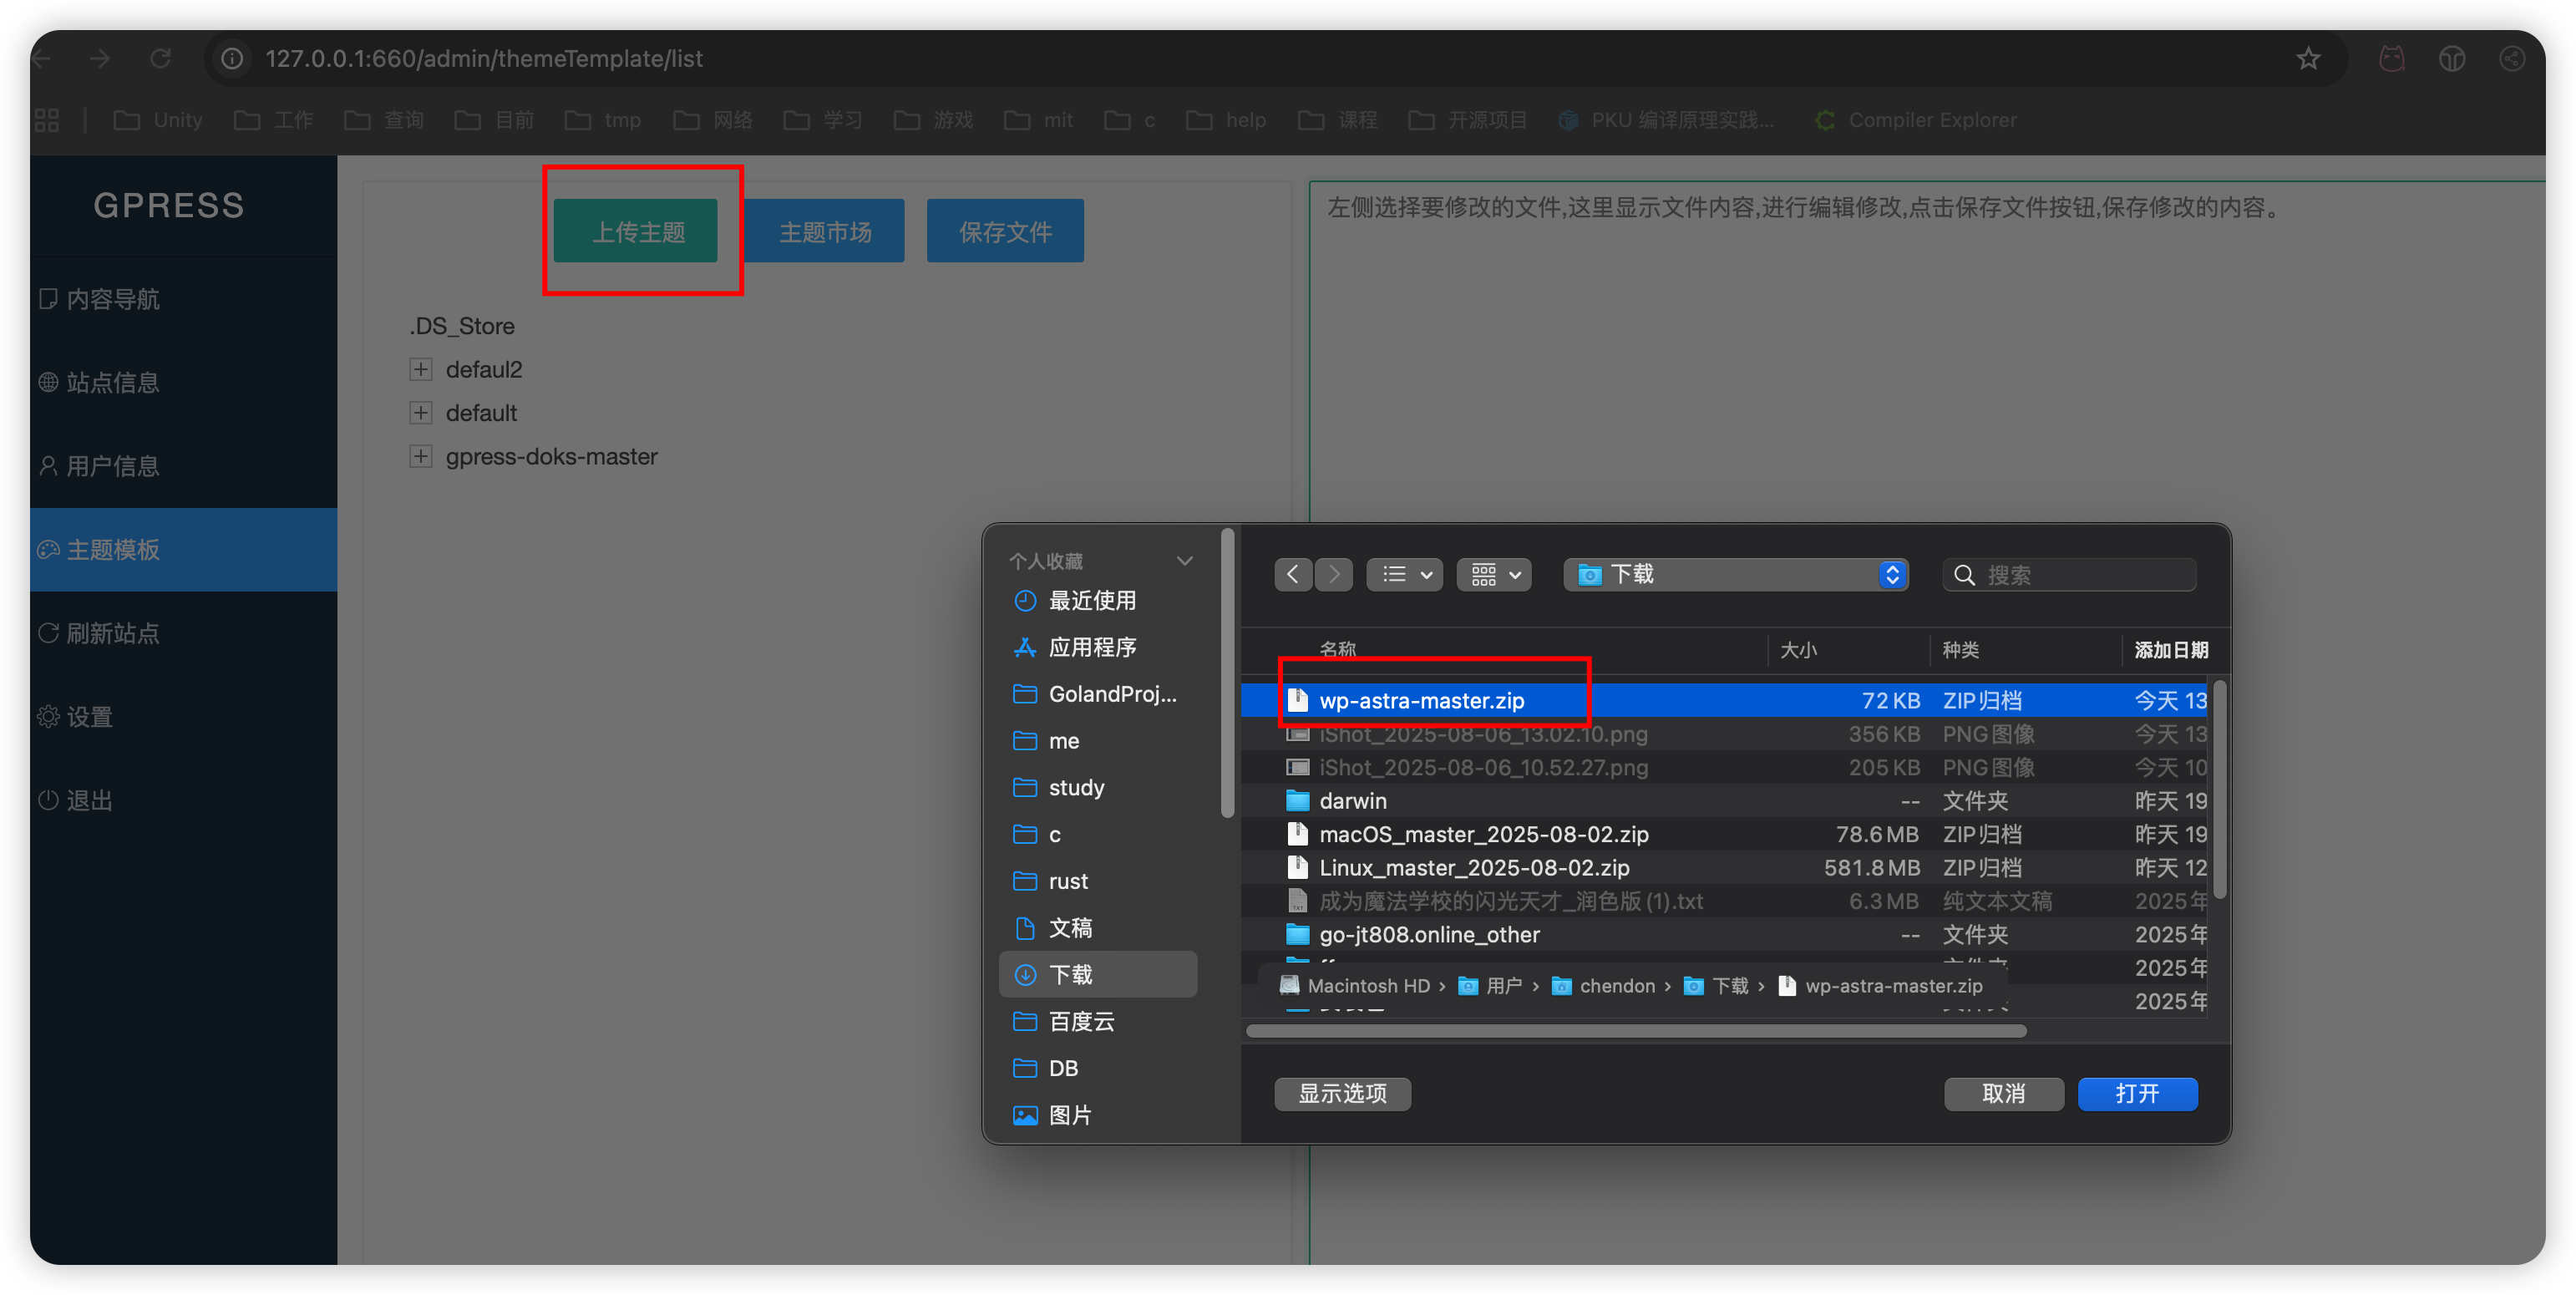 127.0.0.1:660/admin/themeTemplate/list
Unity 工作 查询 目前 tmp 网络 学习 游戏 mit c help 课程 开源项目 PKU 编译原理实践... Compiler Explorer
GPRESS
内容导航
站点信息
用户信息
主题模板
刷新站点
设置
退出
上传主题 主题市场 保存文件
.DS_Store
defaul2
default
gpress-doks-master
左侧选择要修改的文件,这里显示文件内容,进行编辑修改,点击保存文件按钮,保存修改的内容。
个人收藏
最近使用
应用程序
GolandProj...
me
study
c
rust
文稿
下载
百度云
DB
图片
下载 搜索
名称 大小 种类 添加日期
wp-astra-master.zip 72 KB ZIP归档 今天 13
iShot_2025-08-06_13.02.10.png 356 KB PNG图像 今天 13
iShot_2025-08-06_10.52.27.png 205 KB PNG图像 今天 10
darwin -- 文件夹 昨天 19
macOS_master_2025-08-02.zip 78.6 MB ZIP归档 昨天 19
Linux_master_2025-08-02.zip 581.8 MB ZIP归档 昨天 12
成为魔法学校的闪光天才_润色版 (1).txt 6.3 MB 纯文本文稿 2025年
go-jt808.online_other -- 文件夹 2025年
2025年
Macintosh HD › 用户 › chendon › 下载 › wp-astra-master.zip
2025年
显示选项 取消 打开